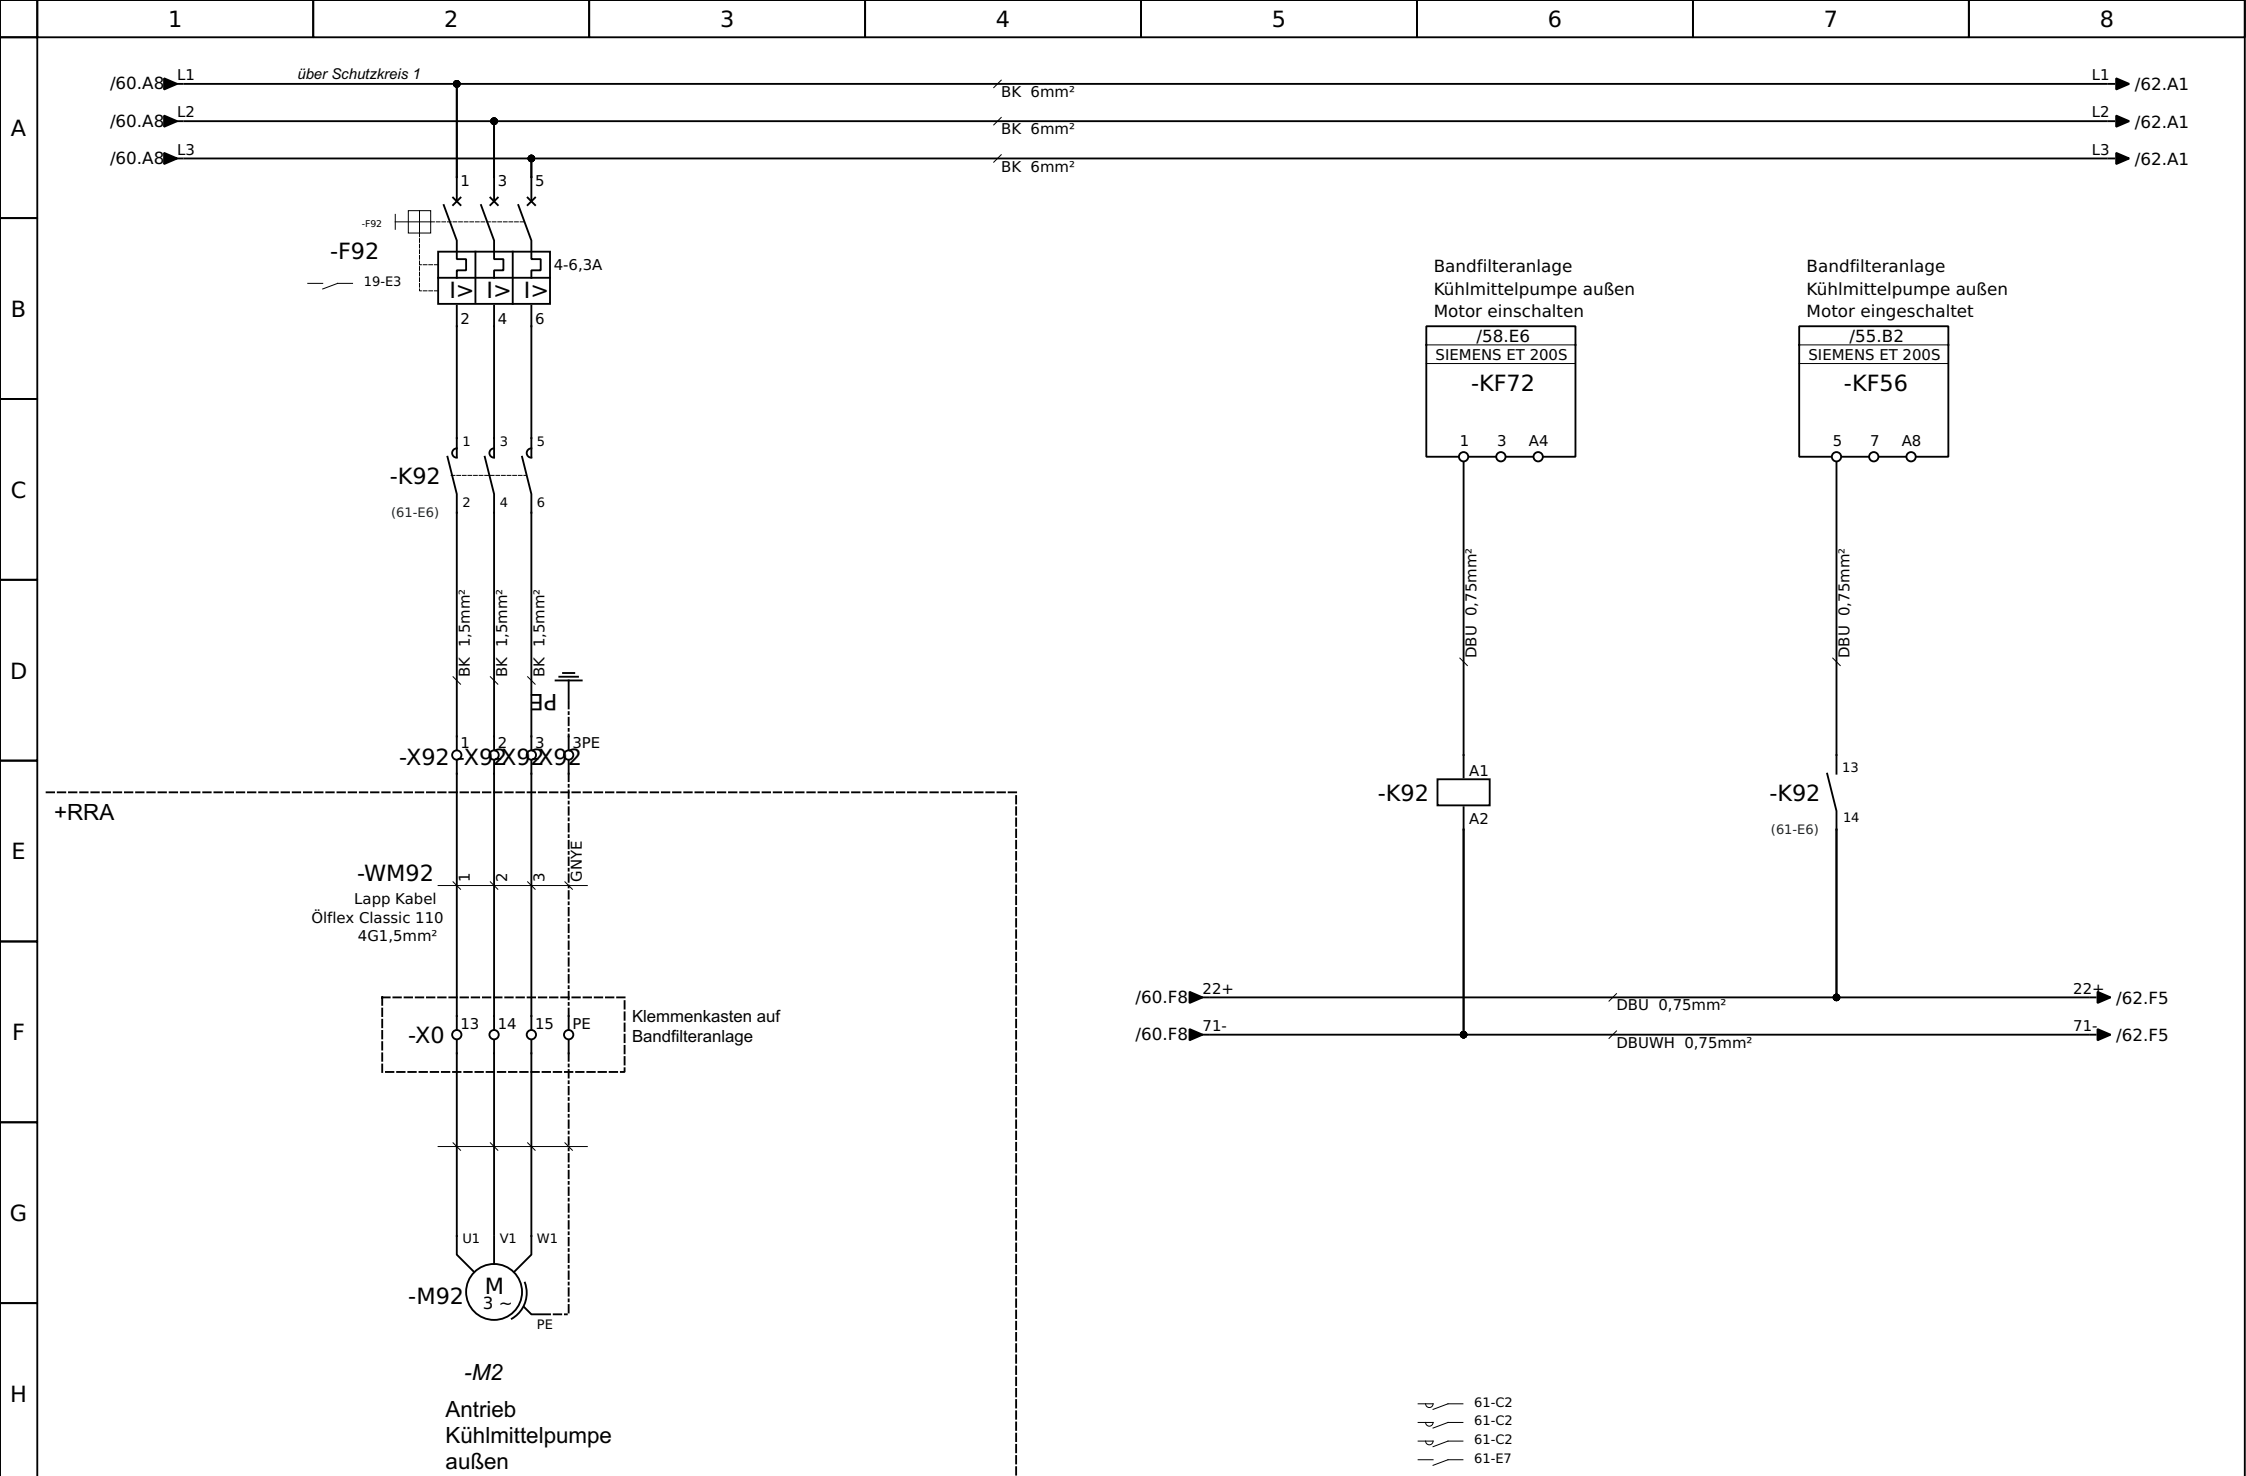 1 2 3 4 5 6 7 8
A
/60.A8 L1 über Schutzkreis 1 BK 6mm² L1 /62.A1
/60.A8 L2 BK 6mm² L2 /62.A1
/60.A8 L3 BK 6mm² L3 /62.A1
1 3 5
B
-F92
-F92
19-E3
4-6,3A
I> I> I>
2 4 6
Bandfilteranlage
Kühlmittelpumpe außen
Motor einschalten
/58.E6
SIEMENS ET 200S
-KF72
1 3 A4
Bandfilteranlage
Kühlmittelpumpe außen
Motor eingeschaltet
/55.B2
SIEMENS ET 200S
-KF56
5 7 A8
C
1 3 5
-K92
(61-E6)
2 4 6
D
BK 1,5mm²
BK 1,5mm²
BK 1,5mm²
PE
DBU 0,75mm²
DBU 0,75mm²
1 2 3 3PE
-X92 -X92 -X92 -X92
E
+RRA
-WM92
1 2 3 GNYE
Lapp Kabel
Ölflex Classic 110
4G1,5mm²
-K92
A1
A2
-K92
(61-E6)
13
14
F
-X0
13 14 15 PE
Klemmenkasten auf
Bandfilteranlage
/60.F8 22+ DBU 0,75mm² 22+ /62.F5
/60.F8 71- DBUWH 0,75mm² 71- /62.F5
G
U1 V1 W1
-M92
M
3 ~
PE
H
-M2
Antrieb
Kühlmittelpumpe
außen
61-C2
61-C2
61-C2
61-E7